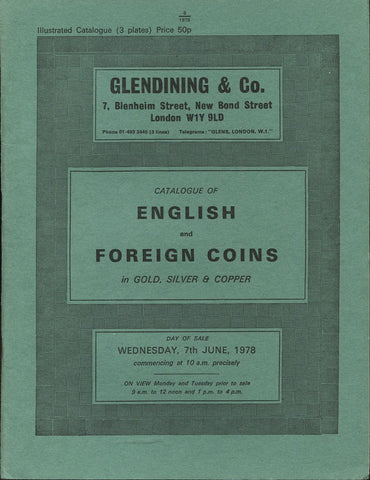 6
1978
Illustrated Catalogue (3 plates) Price 50p
GLENDINING & Co.
7, Blenheim Street, New Bond Street
London W1Y 9LD
Phone 01-493 2445 (3 lines) Telegrams: "GLENS, LONDON, W.1."
CATALOGUE OF
ENGLISH
and
FOREIGN COINS
in GOLD, SILVER & COPPER
DAY OF SALE
WEDNESDAY, 7th JUNE, 1978
commencing at 10 a.m. precisely
ON VIEW Monday and Tuesday prior to sale
9 a.m. to 12 noon and 1 p.m. to 4 p.m.